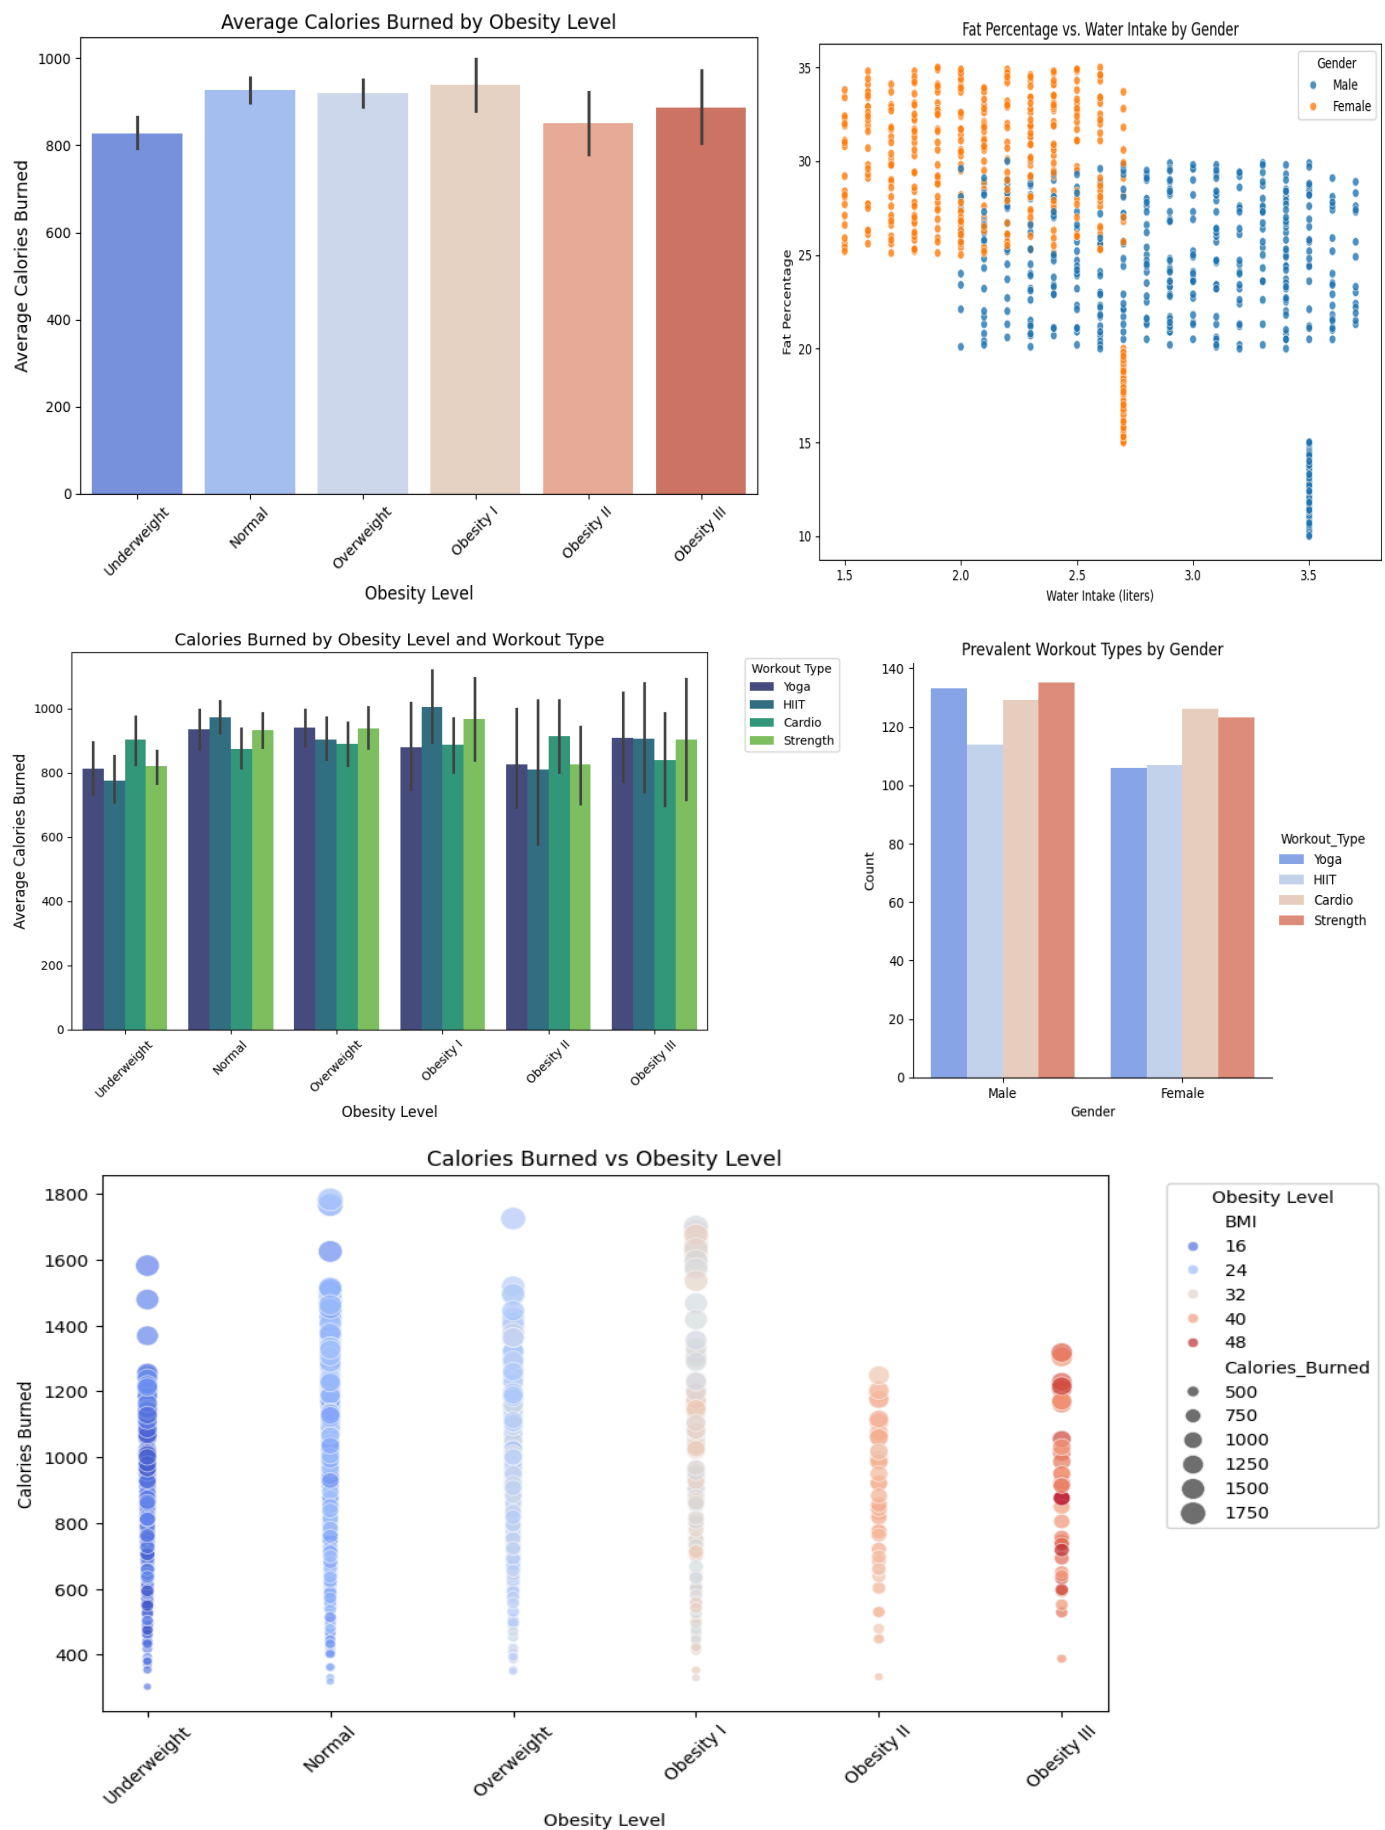 Average Calories Burned by Obesity Level
Average Calories Burned
1000
800
600
400
200
0
Underweight
Normal
Overweight
Obesity I
Obesity II
Obesity III
Obesity Level
Fat Percentage vs. Water Intake by Gender
Gender
Male
Female
Fat Percentage
35
30
25
20
15
10
1.5
2.0
2.5
3.0
3.5
Water Intake (liters)
Calories Burned by Obesity Level and Workout Type
Average Calories Burned
1000
800
600
400
200
0
Underweight
Normal
Overweight
Obesity I
Obesity II
Obesity III
Obesity Level
Workout Type
Yoga
HIIT
Cardio
Strength
Prevalent Workout Types by Gender
Count
140
120
100
80
60
40
20
0
Male
Female
Gender
Workout_Type
Yoga
HIIT
Cardio
Strength
Calories Burned vs Obesity Level
Calories Burned
1800
1600
1400
1200
1000
800
600
400
Underweight
Normal
Overweight
Obesity I
Obesity II
Obesity III
Obesity Level
Obesity Level
BMI
16
24
32
40
48
Calories_Burned
500
750
1000
1250
1500
1750